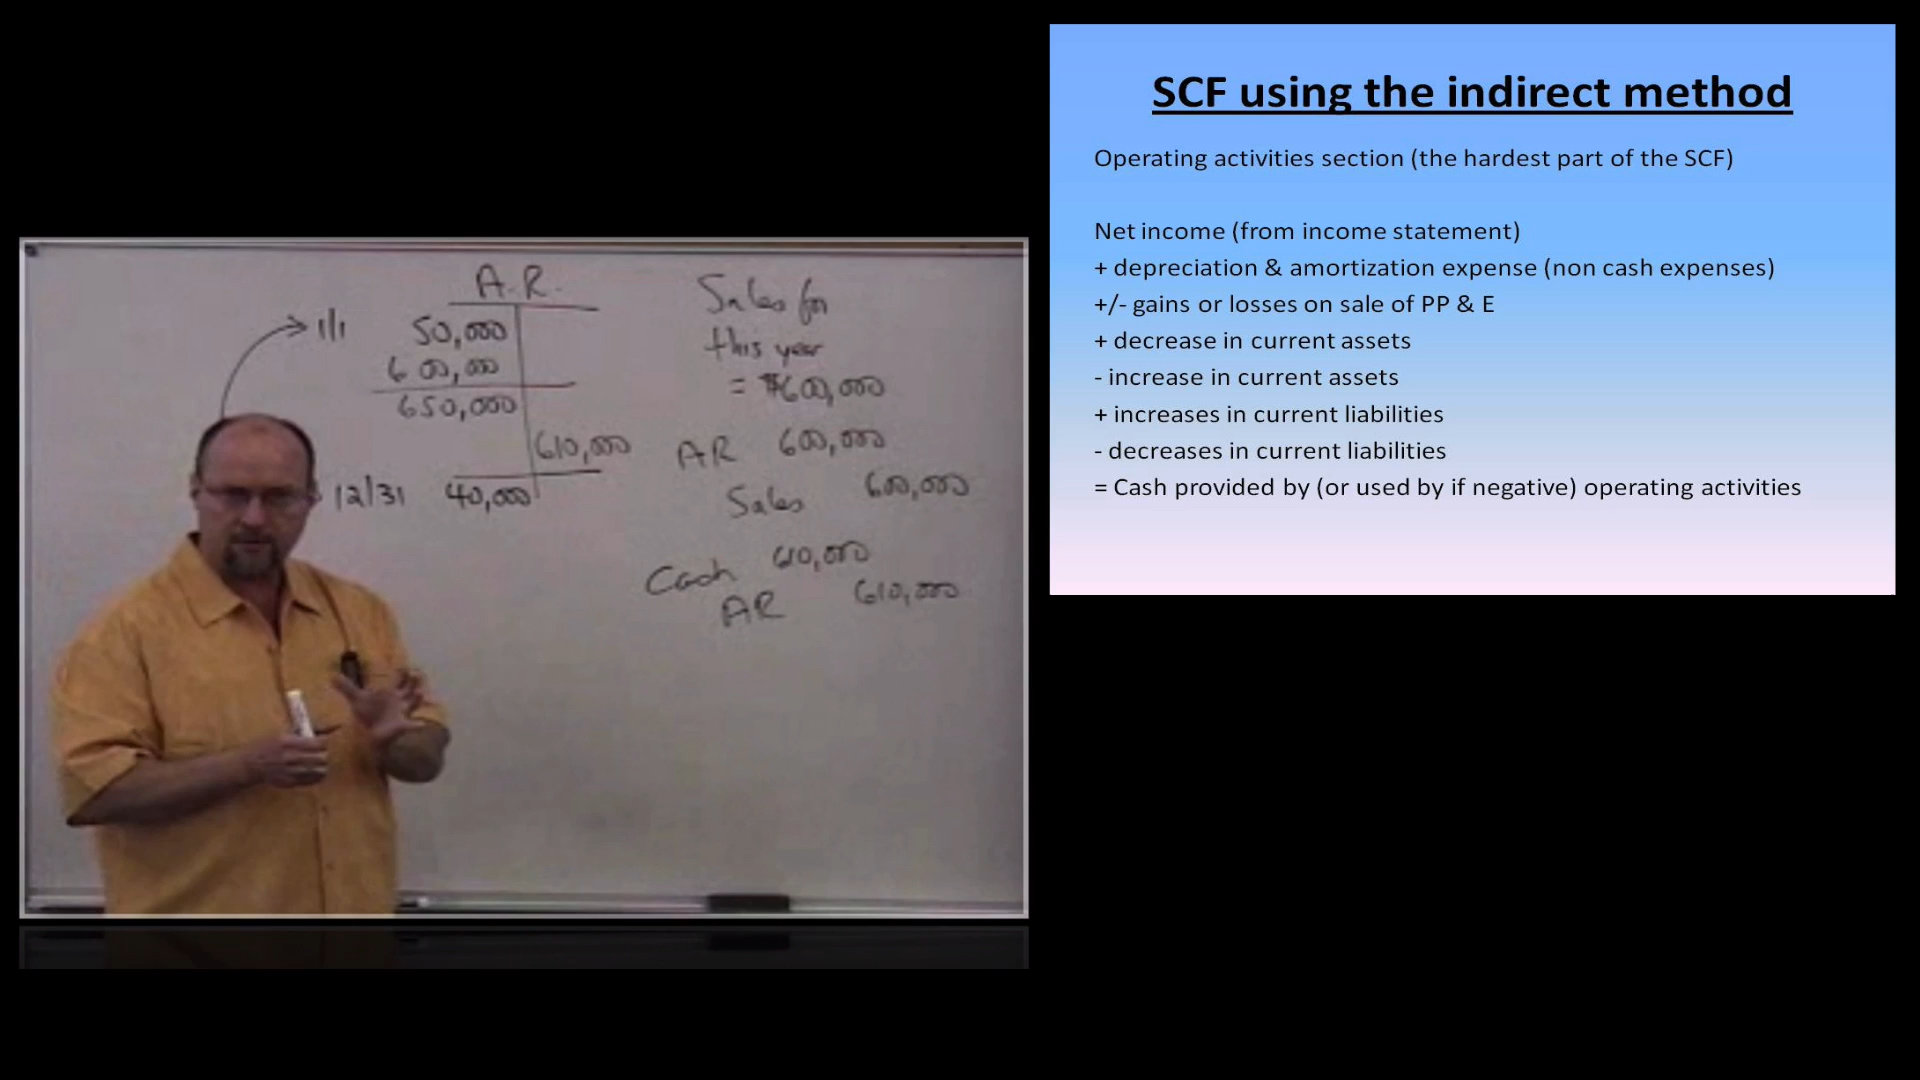 A.R.
1/1 50,000
600,000
650,000
610,000
12/31 40,000
Sales for
this year
= $600,000
AR 600,000
Sales 600,000
Cash 610,000
AR 610,000
SCF using the indirect method
Operating activities section (the hardest part of the SCF)
Net income (from income statement)
+ depreciation & amortization expense (non cash expenses)
+/- gains or losses on sale of PP & E
+ decrease in current assets
- increase in current assets
+ increases in current liabilities
- decreases in current liabilities
= Cash provided by (or used by if negative) operating activities